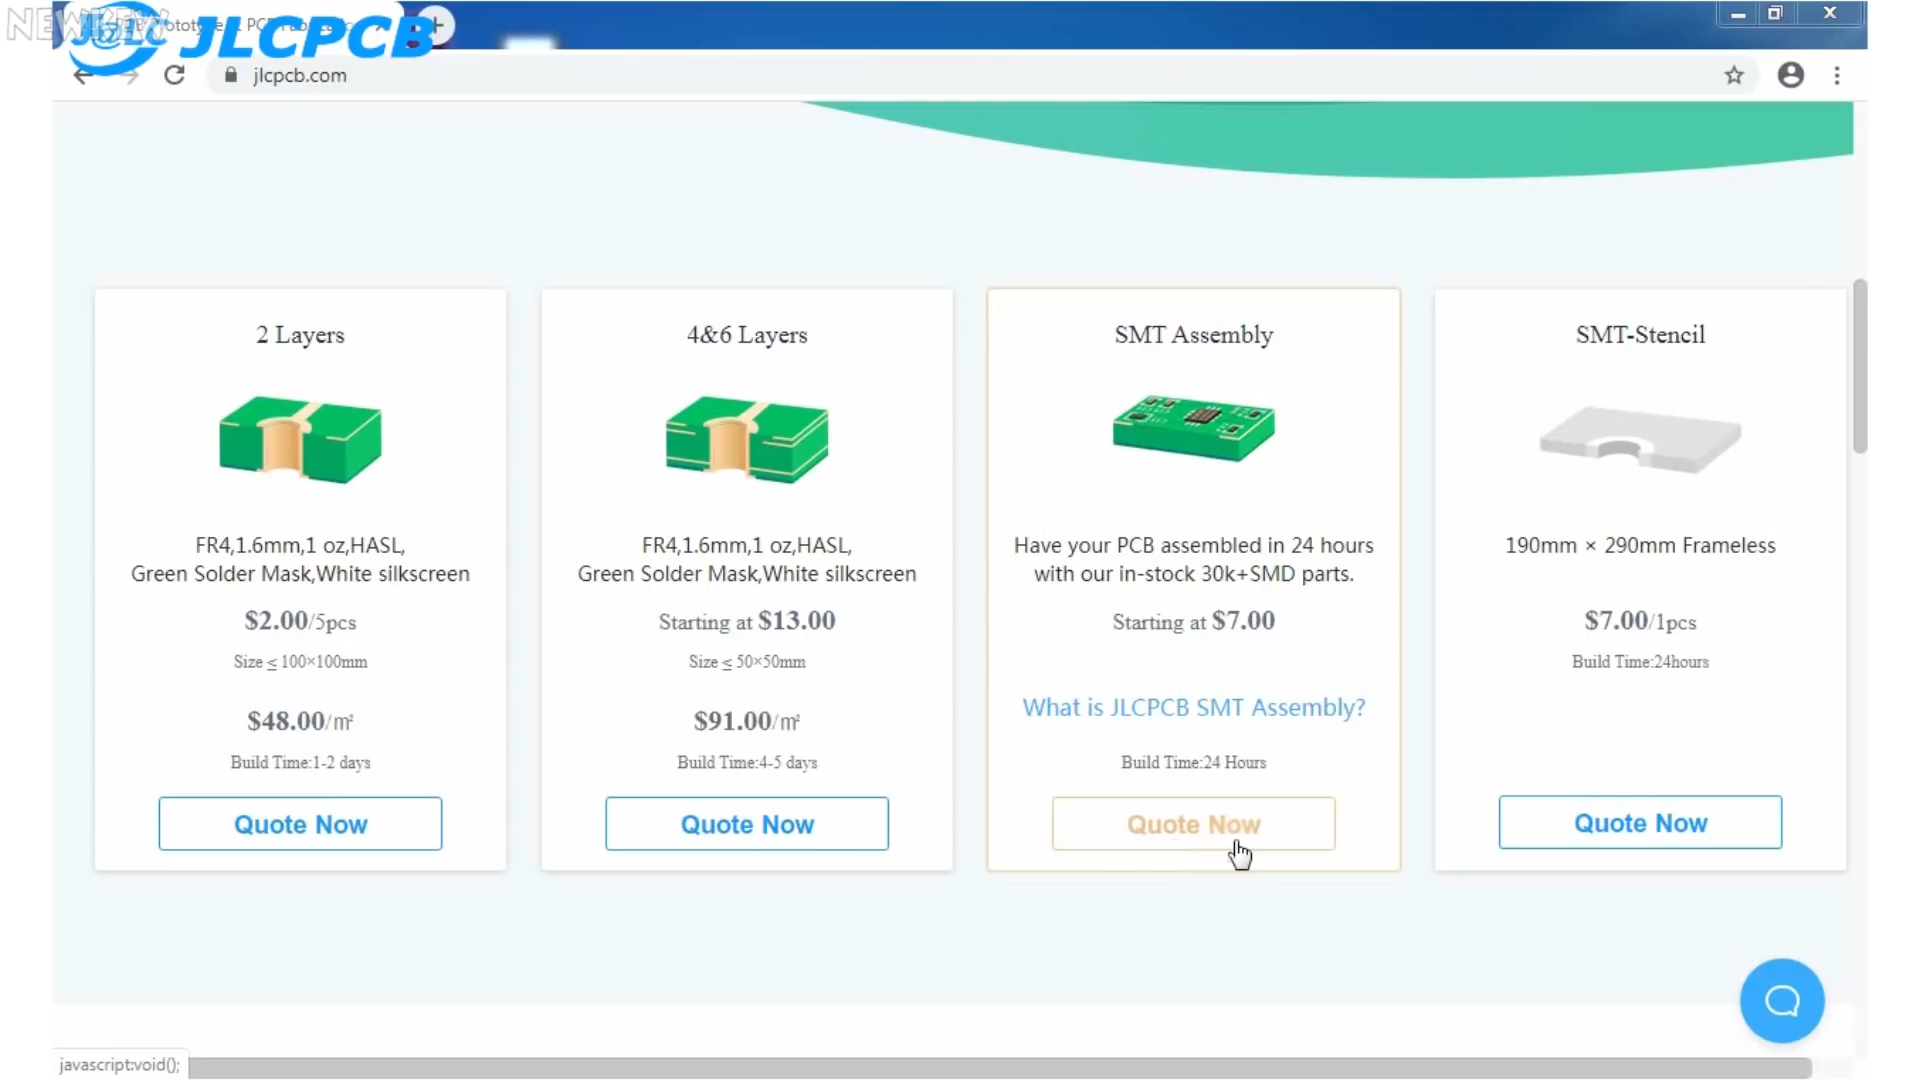 NEWKEW
JLCPCB
jlcpcb.com
2 Layers
FR4,1.6mm,1 oz,HASL,
Green Solder Mask,White silkscreen
$2.00/5pcs
Size ≤ 100×100mm
$48.00/㎡
Build Time:1-2 days
Quote Now
4&6 Layers
FR4,1.6mm,1 oz,HASL,
Green Solder Mask,White silkscreen
Starting at $13.00
Size ≤ 50×50mm
$91.00/㎡
Build Time:4-5 days
Quote Now
SMT Assembly
Have your PCB assembled in 24 hours
with our in-stock 30k+SMD parts.
Starting at $7.00
What is JLCPCB SMT Assembly?
Build Time:24 Hours
Quote Now
SMT-Stencil
190mm × 290mm Frameless
$7.00/1pcs
Build Time:24hours
Quote Now
javascript:void();